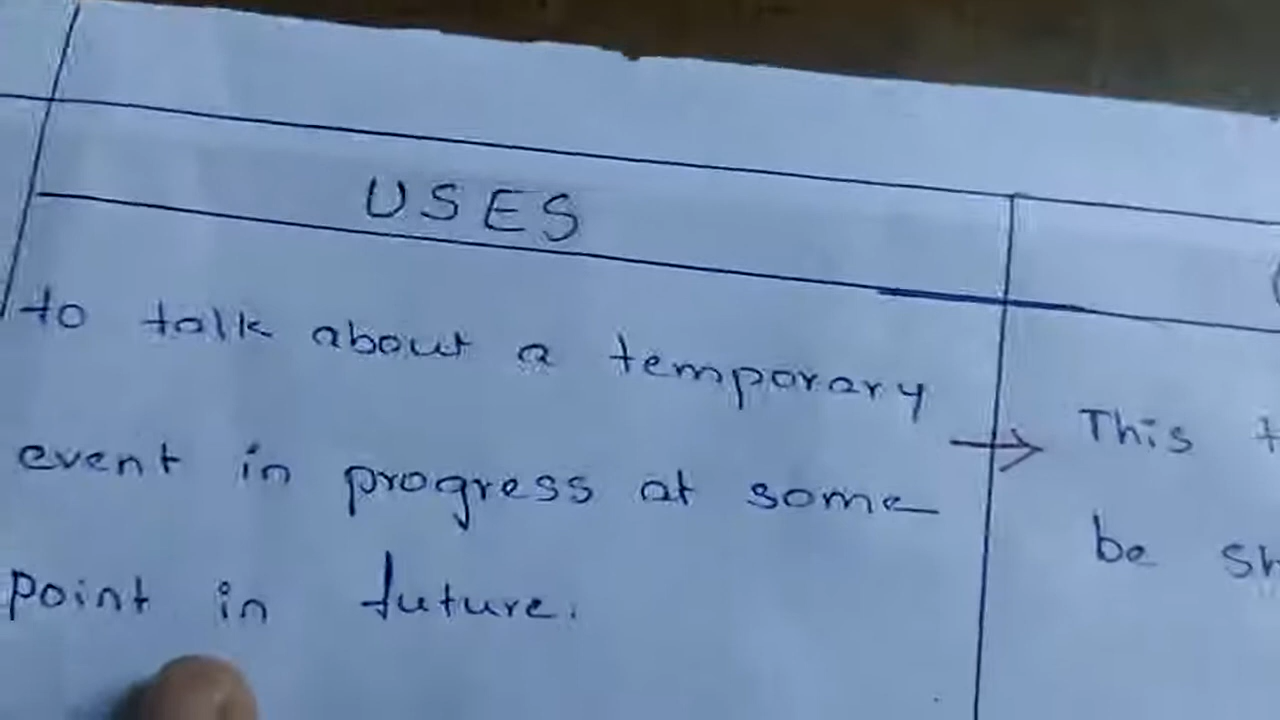 USES
to talk about a temporary
event in progress at some
point in future.
→ This
be